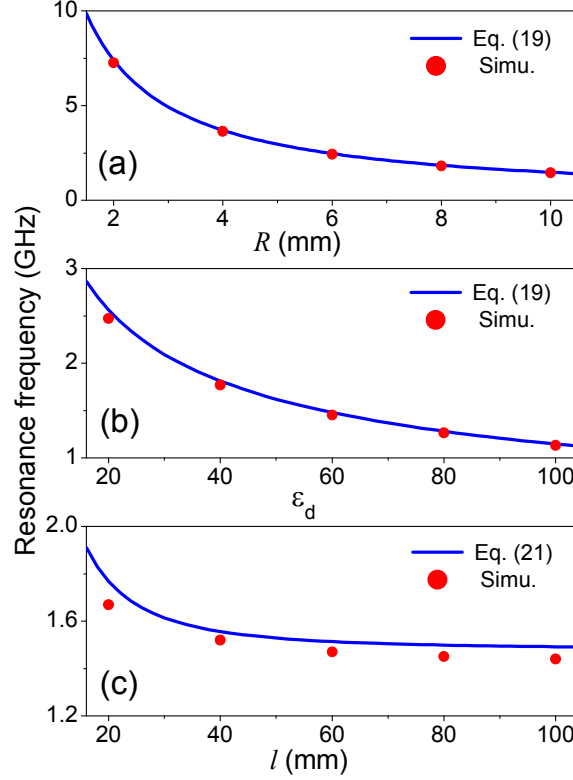 Resonance frequency (GHz)
10
5
0
Eq. (19)
Simu.
(a)
2 4 6 8 10
R (mm)
3
2
1
Eq. (19)
Simu.
(b)
20 40 60 80 100
εd
2.0
1.6
1.2
Eq. (21)
Simu.
(c)
20 40 60 80 100
l (mm)